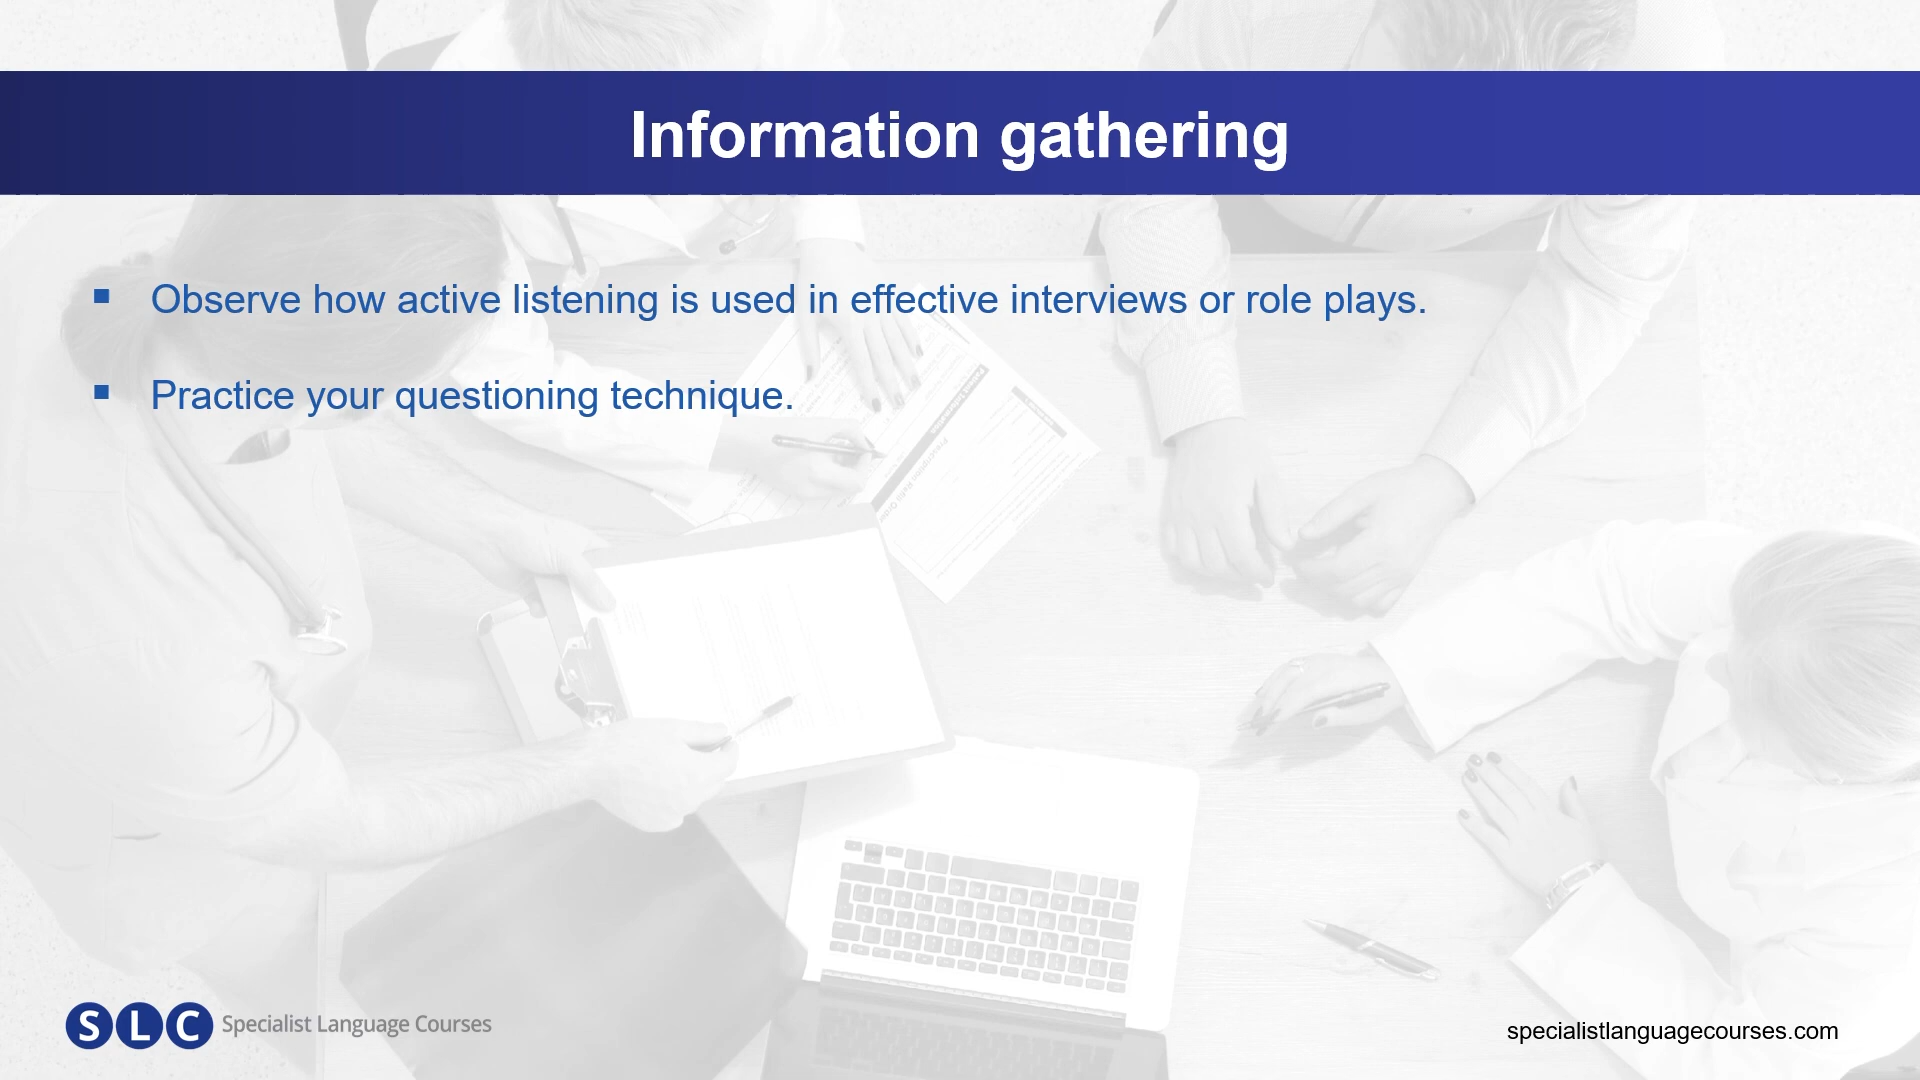 Information gathering
Observe how active listening is used in effective interviews or role plays.
Practice your questioning technique.
SLC Specialist Language Courses
specialistlanguagecourses.com